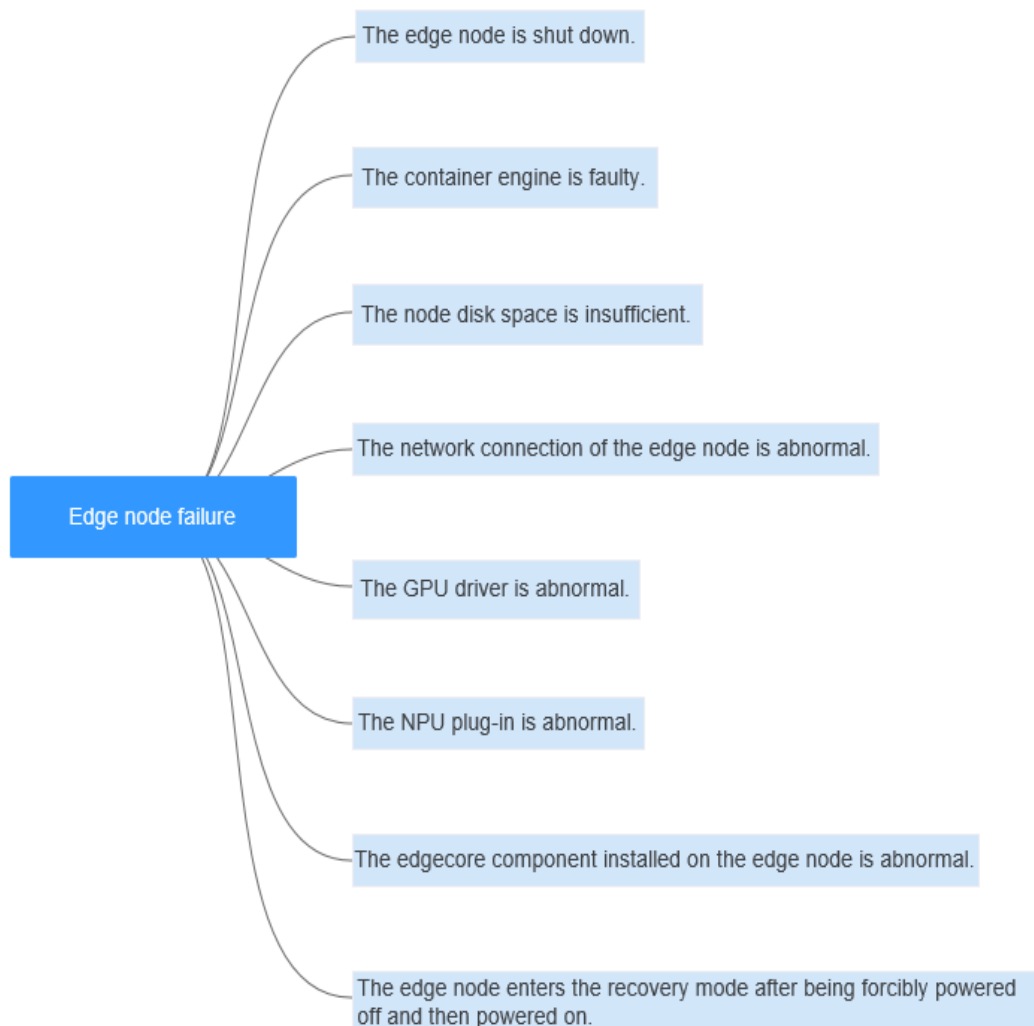 The edge node is shut down.
The container engine is faulty.
The node disk space is insufficient.
The network connection of the edge node is abnormal.
Edge node failure
The GPU driver is abnormal.
The NPU plug-in is abnormal.
The edgecore component installed on the edge node is abnormal.
The edge node enters the recovery mode after being forcibly powered
off and then powered on.